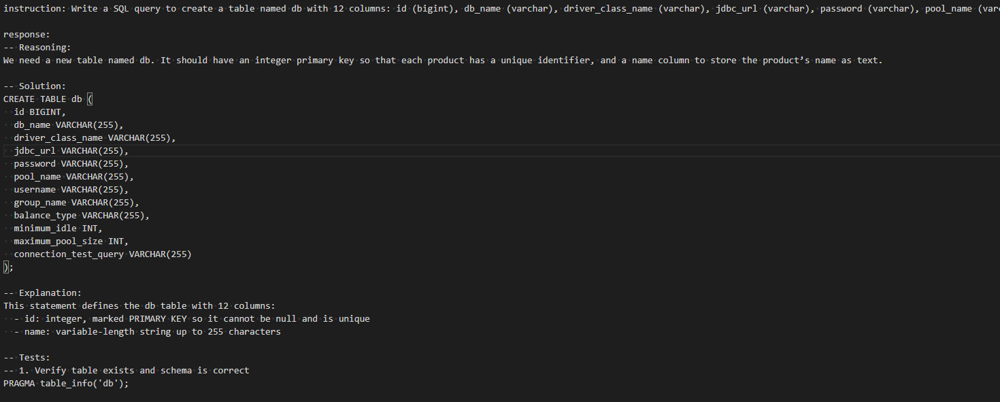 instruction: Write a SQL query to create a table named db with 12 columns: id (bigint), db_name (varchar), driver_class_name (varchar), jdbc_url (varchar), password (varchar), pool_name
response:
-- Reasoning:
We need a new table named db. It should have an integer primary key so that each product has a unique identifier, and a name column to store the product’s name as text.
-- Solution:
CREATE TABLE db (
id BIGINT,
db_name VARCHAR(255),
driver_class_name VARCHAR(255),
jdbc_url VARCHAR(255),
password VARCHAR(255),
pool_name VARCHAR(255),
username VARCHAR(255),
group_name VARCHAR(255),
balance_type VARCHAR(255),
minimum_idle INT,
maximum_pool_size INT,
connection_test_query VARCHAR(255)
);
-- Explanation:
This statement defines the db table with 12 columns:
- id: integer, marked PRIMARY KEY so it cannot be null and is unique
- name: variable-length string up to 255 characters
-- Tests:
-- 1. Verify table exists and schema is correct
PRAGMA table_info('db');